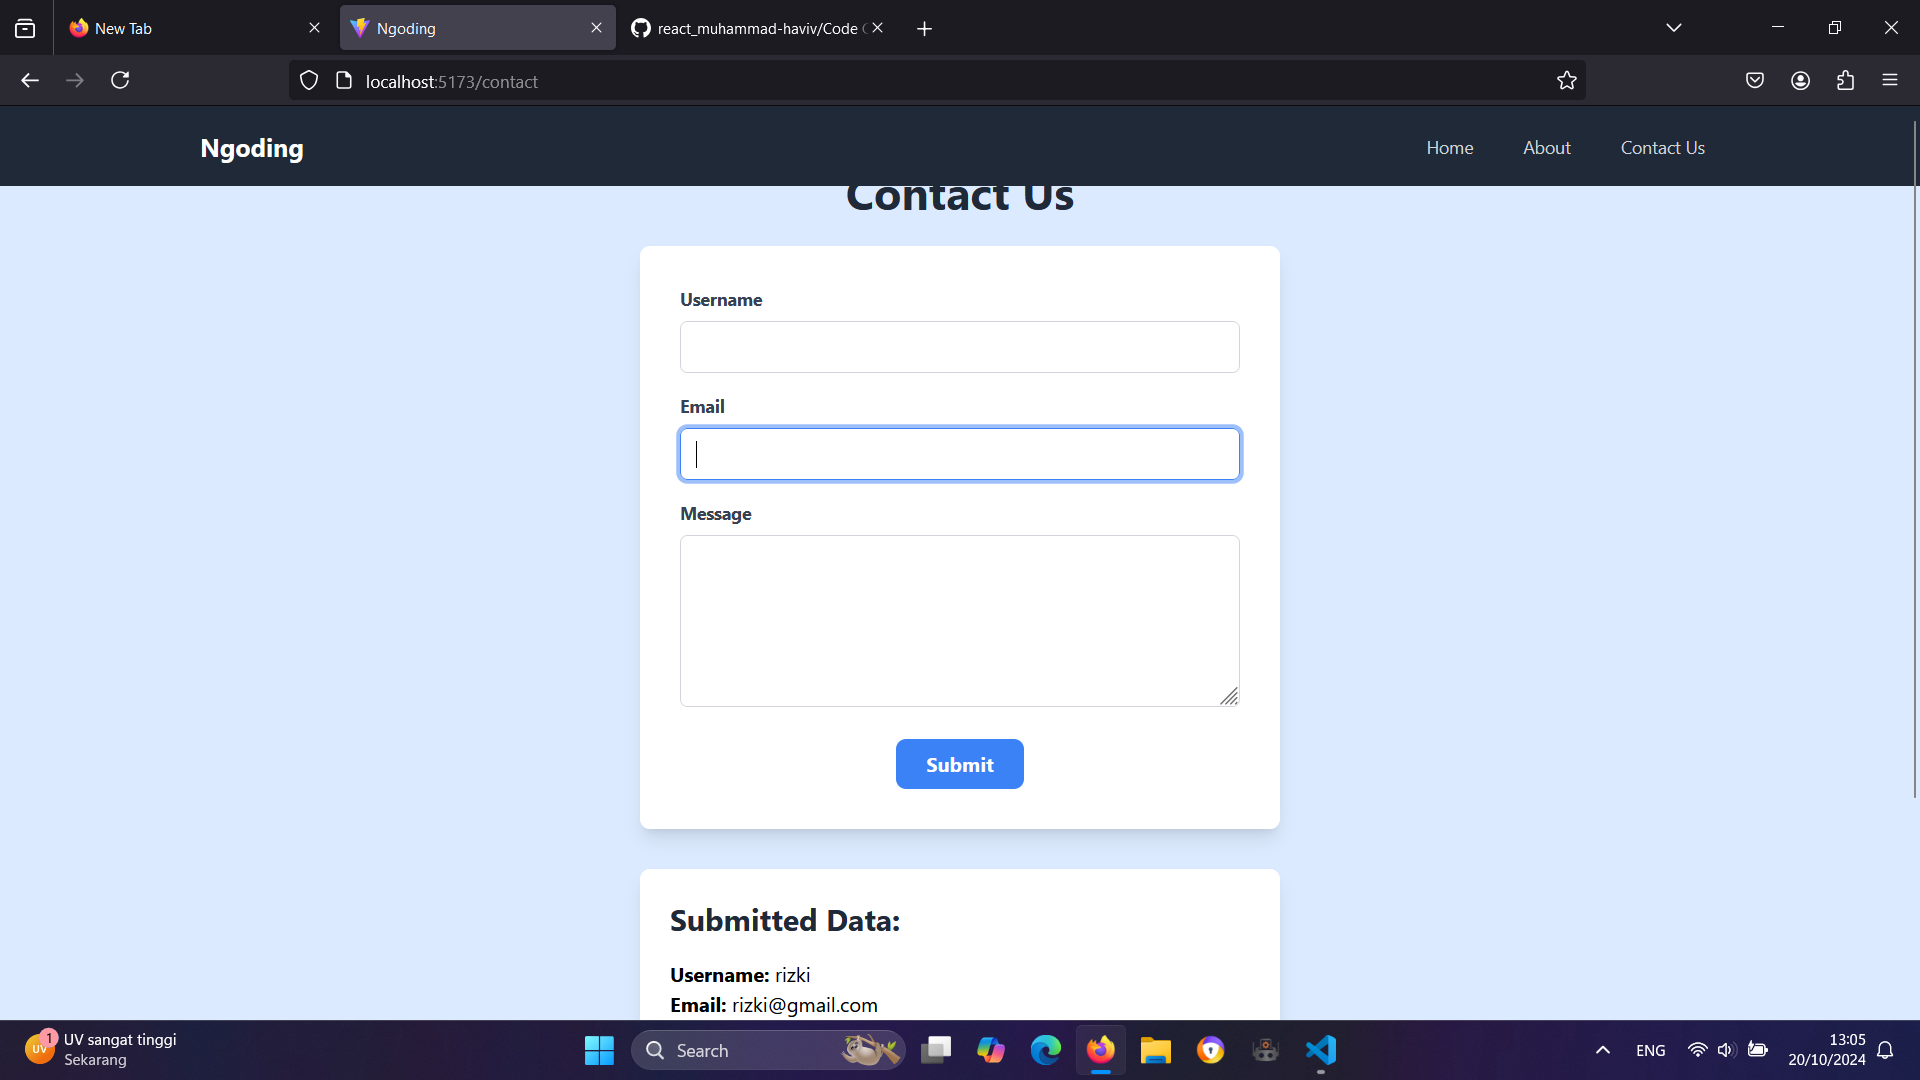 New Tab
Ngoding
react_muhammad-haviv/Code
localhost:5173/contact
Ngoding
Home
About
Contact Us
Contact Us
Username
Email
Message
Submit
Submitted Data:
Username: rizki
Email: rizki@gmail.com
UV
1
UV sangat tinggi
Sekarang
Search
ENG
13:05
20/10/2024